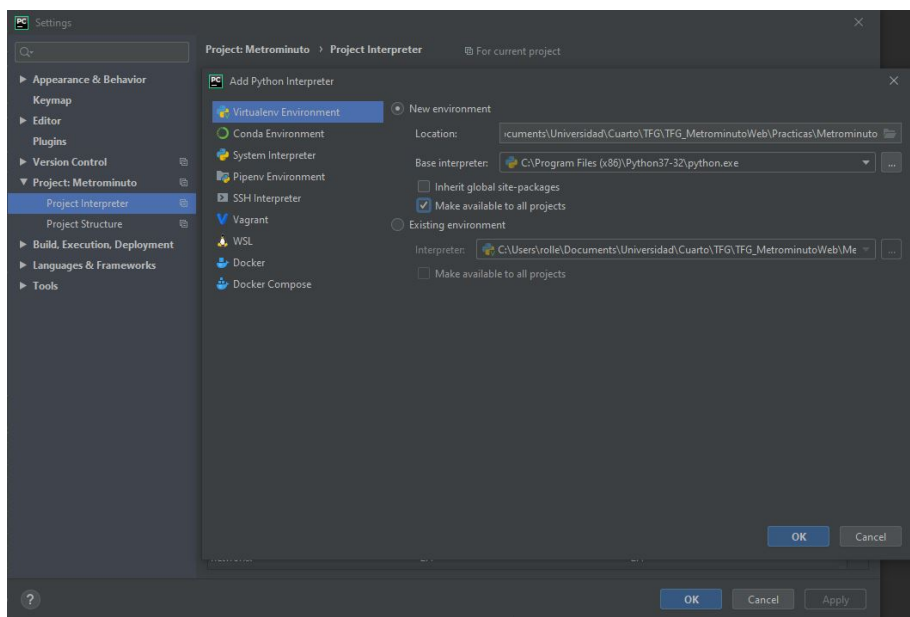 PC Settings
Project: Metrominuto › Project Interpreter For current project
Appearance & Behavior
Keymap
Editor
Plugins
Version Control
Project: Metrominuto
Project Interpreter
Project Structure
Build, Execution, Deployment
Languages & Frameworks
Tools
PC Add Python Interpreter
Virtualenv Environment
Conda Environment
System Interpreter
Pipenv Environment
SSH Interpreter
Vagrant
WSL
Docker
Docker Compose
New environment
Location: ›cuments\Universidad\Cuarto\TFG\TFG_MetrominutoWeb\Practicas\Metrominuto
Base interpreter: C:\Program Files (x86)\Python37-32\python.exe ...
Inherit global site-packages
Make available to all projects
Existing environment
Interpreter: C:\Users\rolle\Documents\Universidad\Cuarto\TFG\TFG_MetrominutoWeb\Me ...
Make available to all projects
OK Cancel
? OK Cancel Apply